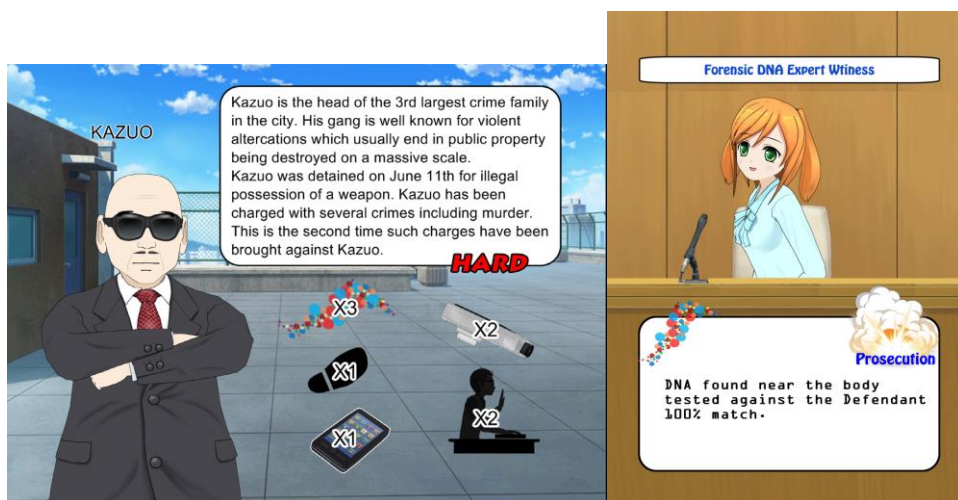 KAZUO
Kazuo is the head of the 3rd largest crime family
in the city. His gang is well known for violent
altercations which usually end in public property
being destroyed on a massive scale.
Kazuo was detained on June 11th for illegal
possession of a weapon. Kazuo has been
charged with several crimes including murder.
This is the second time such charges have been
brought against Kazuo.
HARD
X3
X2
X1
X1
X2
Forensic DNA Expert Wtiness
Prosecution
DNA found near the body
tested against the Defendant
100% match.